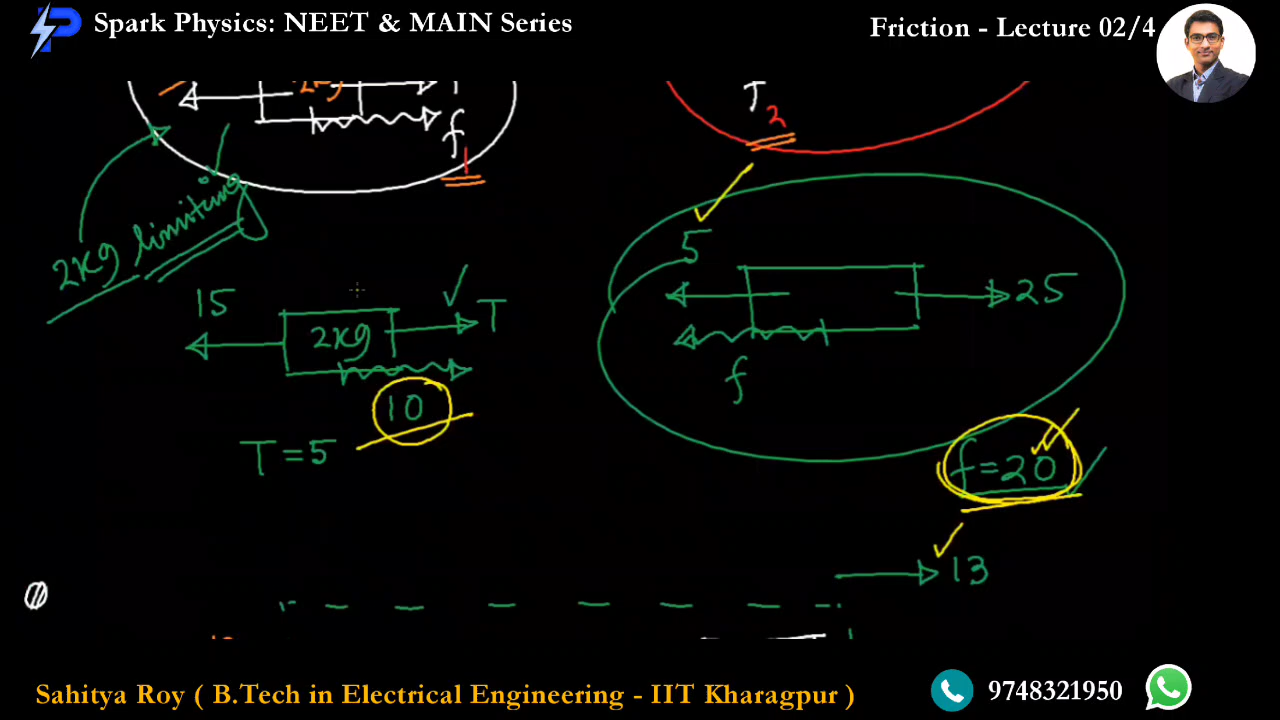 Spark Physics: NEET & MAIN Series
Friction - Lecture 02/4
2kg
T
f1
T2
2kg limiting
5
25
f
15
2kg
T
10
T = 5
f = 20
13
Sahitya Roy ( B.Tech in Electrical Engineering - IIT Kharagpur )
9748321950